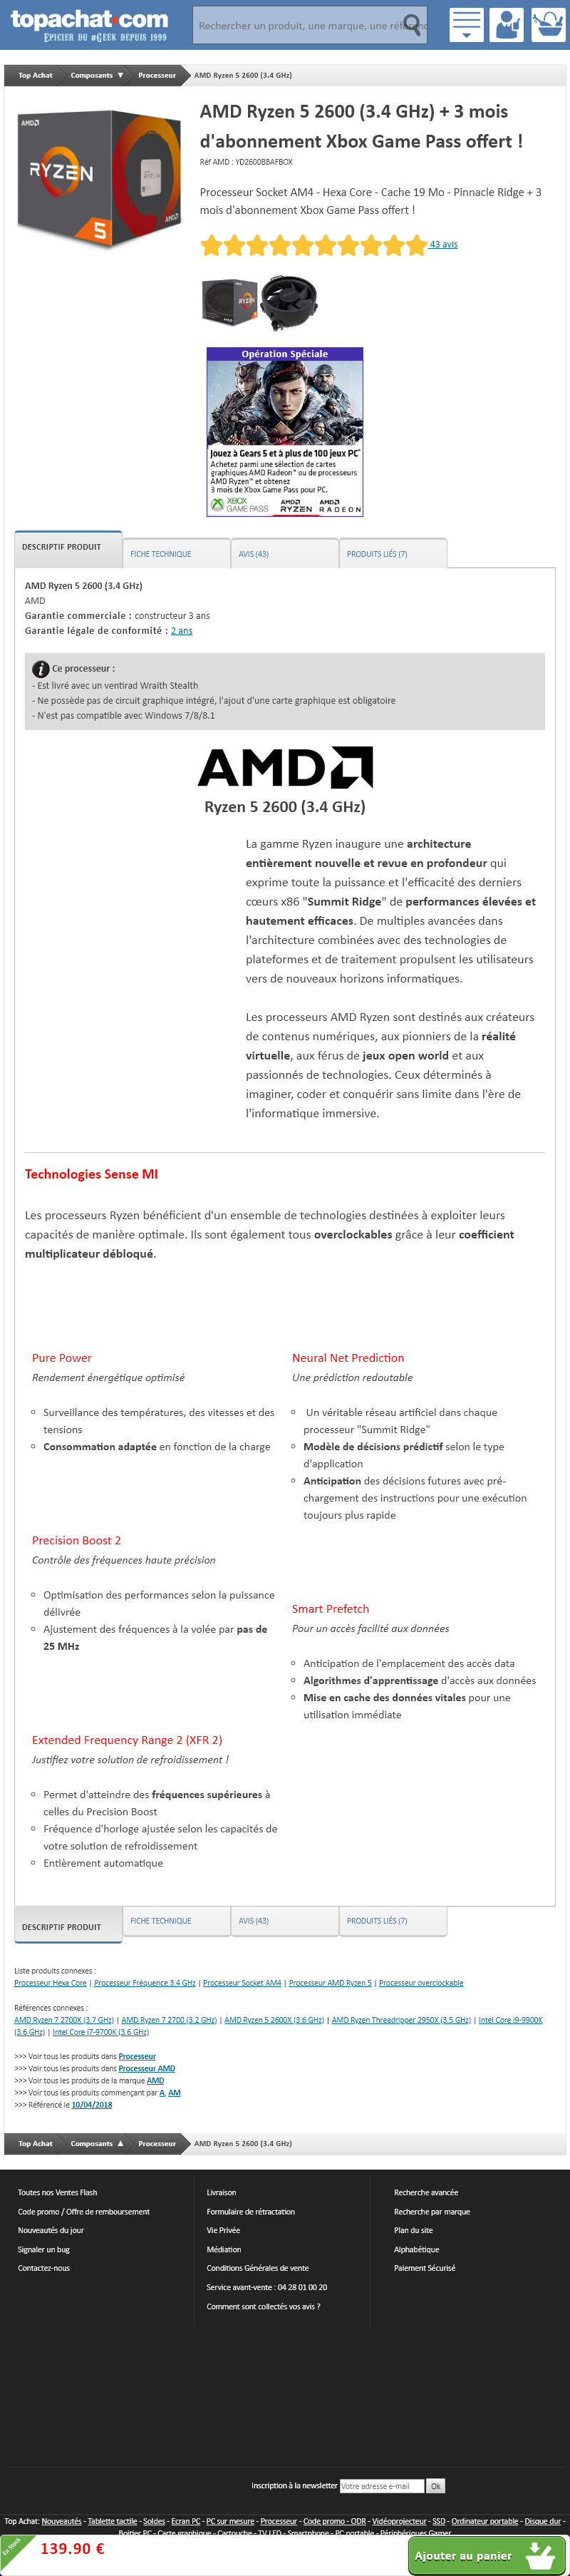 topachat.com
EPICIER DU #GEEK DEPUIS 1999
Rechercher un produit, une marque, une référence
Top Achat
Composants ▼
Processeur
AMD Ryzen 5 2600 (3.4 GHz)
AMD Ryzen 5 2600 (3.4 GHz) + 3 mois
d'abonnement Xbox Game Pass offert !
Réf AMD : YD2600BBAFBOX
Processeur Socket AM4 - Hexa Core - Cache 19 Mo - Pinnacle Ridge + 3
mois d'abonnement Xbox Game Pass offert !
43 avis
Opération Spéciale
Jouez à Gears 5 et à plus de 100 jeux PC*
Achetez parmi une sélection de cartes
graphiques AMD Radeon™ ou de processeurs
AMD Ryzen™ et obtenez
3 mois de Xbox Game Pass pour PC.
XBOX GAME PASS
AMD RYZEN
AMD RADEON
DESCRIPTIF PRODUIT
FICHE TECHNIQUE
AVIS (43)
PRODUITS LIÉS (7)
AMD Ryzen 5 2600 (3.4 GHz)
AMD
Garantie commerciale : constructeur 3 ans
Garantie légale de conformité : 2 ans
Ce processeur :
- Est livré avec un ventirad Wraith Stealth
- Ne possède pas de circuit graphique intégré, l'ajout d'une carte graphique est obligatoire
- N'est pas compatible avec Windows 7/8/8.1
AMD
Ryzen 5 2600 (3.4 GHz)
La gamme Ryzen inaugure une architecture
entièrement nouvelle et revue en profondeur qui
exprime toute la puissance et l'efficacité des derniers
cœurs x86 "Summit Ridge" de performances élevées et
hautement efficaces. De multiples avancées dans
l'architecture combinées avec des technologies de
plateformes et de traitement propulsent les utilisateurs
vers de nouveaux horizons informatiques.
Les processeurs AMD Ryzen sont destinés aux créateurs
de contenus numériques, aux pionniers de la réalité
virtuelle, aux férus de jeux open world et aux
passionnés de technologies. Ceux déterminés à
imaginer, coder et conquérir sans limite dans l'ère de
l'informatique immersive.
Technologies Sense MI
Les processeurs Ryzen bénéficient d'un ensemble de technologies destinées à exploiter leurs
capacités de manière optimale. Ils sont également tous overclockables grâce à leur coefficient
multiplicateur débloqué.
Pure Power
Rendement énergétique optimisé
Surveillance des températures, des vitesses et des
tensions
Consommation adaptée en fonction de la charge
Precision Boost 2
Contrôle des fréquences haute précision
Optimisation des performances selon la puissance
délivrée
Ajustement des fréquences à la volée par pas de
25 MHz
Extended Frequency Range 2 (XFR 2)
Justifiez votre solution de refroidissement !
Permet d'atteindre des fréquences supérieures à
celles du Precision Boost
Fréquence d'horloge ajustée selon les capacités de
votre solution de refroidissement
Entièrement automatique
Neural Net Prediction
Une prédiction redoutable
Un véritable réseau artificiel dans chaque
processeur "Summit Ridge"
Modèle de décisions prédictif selon le type
d'application
Anticipation des décisions futures avec pré-
chargement des instructions pour une exécution
toujours plus rapide
Smart Prefetch
Pour un accès facilité aux données
Anticipation de l'emplacement des accès data
Algorithmes d'apprentissage d'accès aux données
Mise en cache des données vitales pour une
utilisation immédiate
DESCRIPTIF PRODUIT
FICHE TECHNIQUE
AVIS (43)
PRODUITS LIÉS (7)
Liste produits connexes :
Processeur Hexa Core | Processeur Fréquence 3.4 GHz | Processeur Socket AM4 | Processeur AMD Ryzen 5 | Processeur overclockable
Références connexes :
AMD Ryzen 7 2700X (3.7 GHz) | AMD Ryzen 7 2700 (3.2 GHz) | AMD Ryzen 5 2600X (3.6 GHz) | AMD Ryzen Threadripper 2950X (3.5 GHz) | Intel Core i9-9900K
(3.6 GHz) | Intel Core i7-9700K (3.6 GHz)
>>> Voir tous les produits dans Processeur
>>> Voir tous les produits dans Processeur AMD
>>> Voir tous les produits de la marque AMD
>>> Voir tous les produits commençant par A, AM
>>> Référencé le 10/04/2018
Top Achat
Composants ▲
Processeur
AMD Ryzen 5 2600 (3.4 GHz)
Toutes nos Ventes Flash
Code promo / Offre de remboursement
Nouveautés du jour
Signaler un bug
Contactez-nous
Livraison
Formulaire de rétractation
Vie Privée
Médiation
Conditions Générales de vente
Service avant-vente : 04 28 01 00 20
Comment sont collectés vos avis ?
Recherche avancée
Recherche par marque
Plan du site
Alphabétique
Paiement Sécurisé
Inscription à la newsletter
Votre adresse e-mail
Ok
Top Achat: Nouveautés - Tablette tactile - Soldes - Ecran PC - PC sur mesure - Processeur - Code promo - ODR - Vidéoprojecteur - SSD - Ordinateur portable - Disque dur -
Boitier PC - Carte graphique - Cartouche - TV LED - Smartphone - PC portable - Périphériques Gamer
En Stock
139.90 €
Ajouter au panier